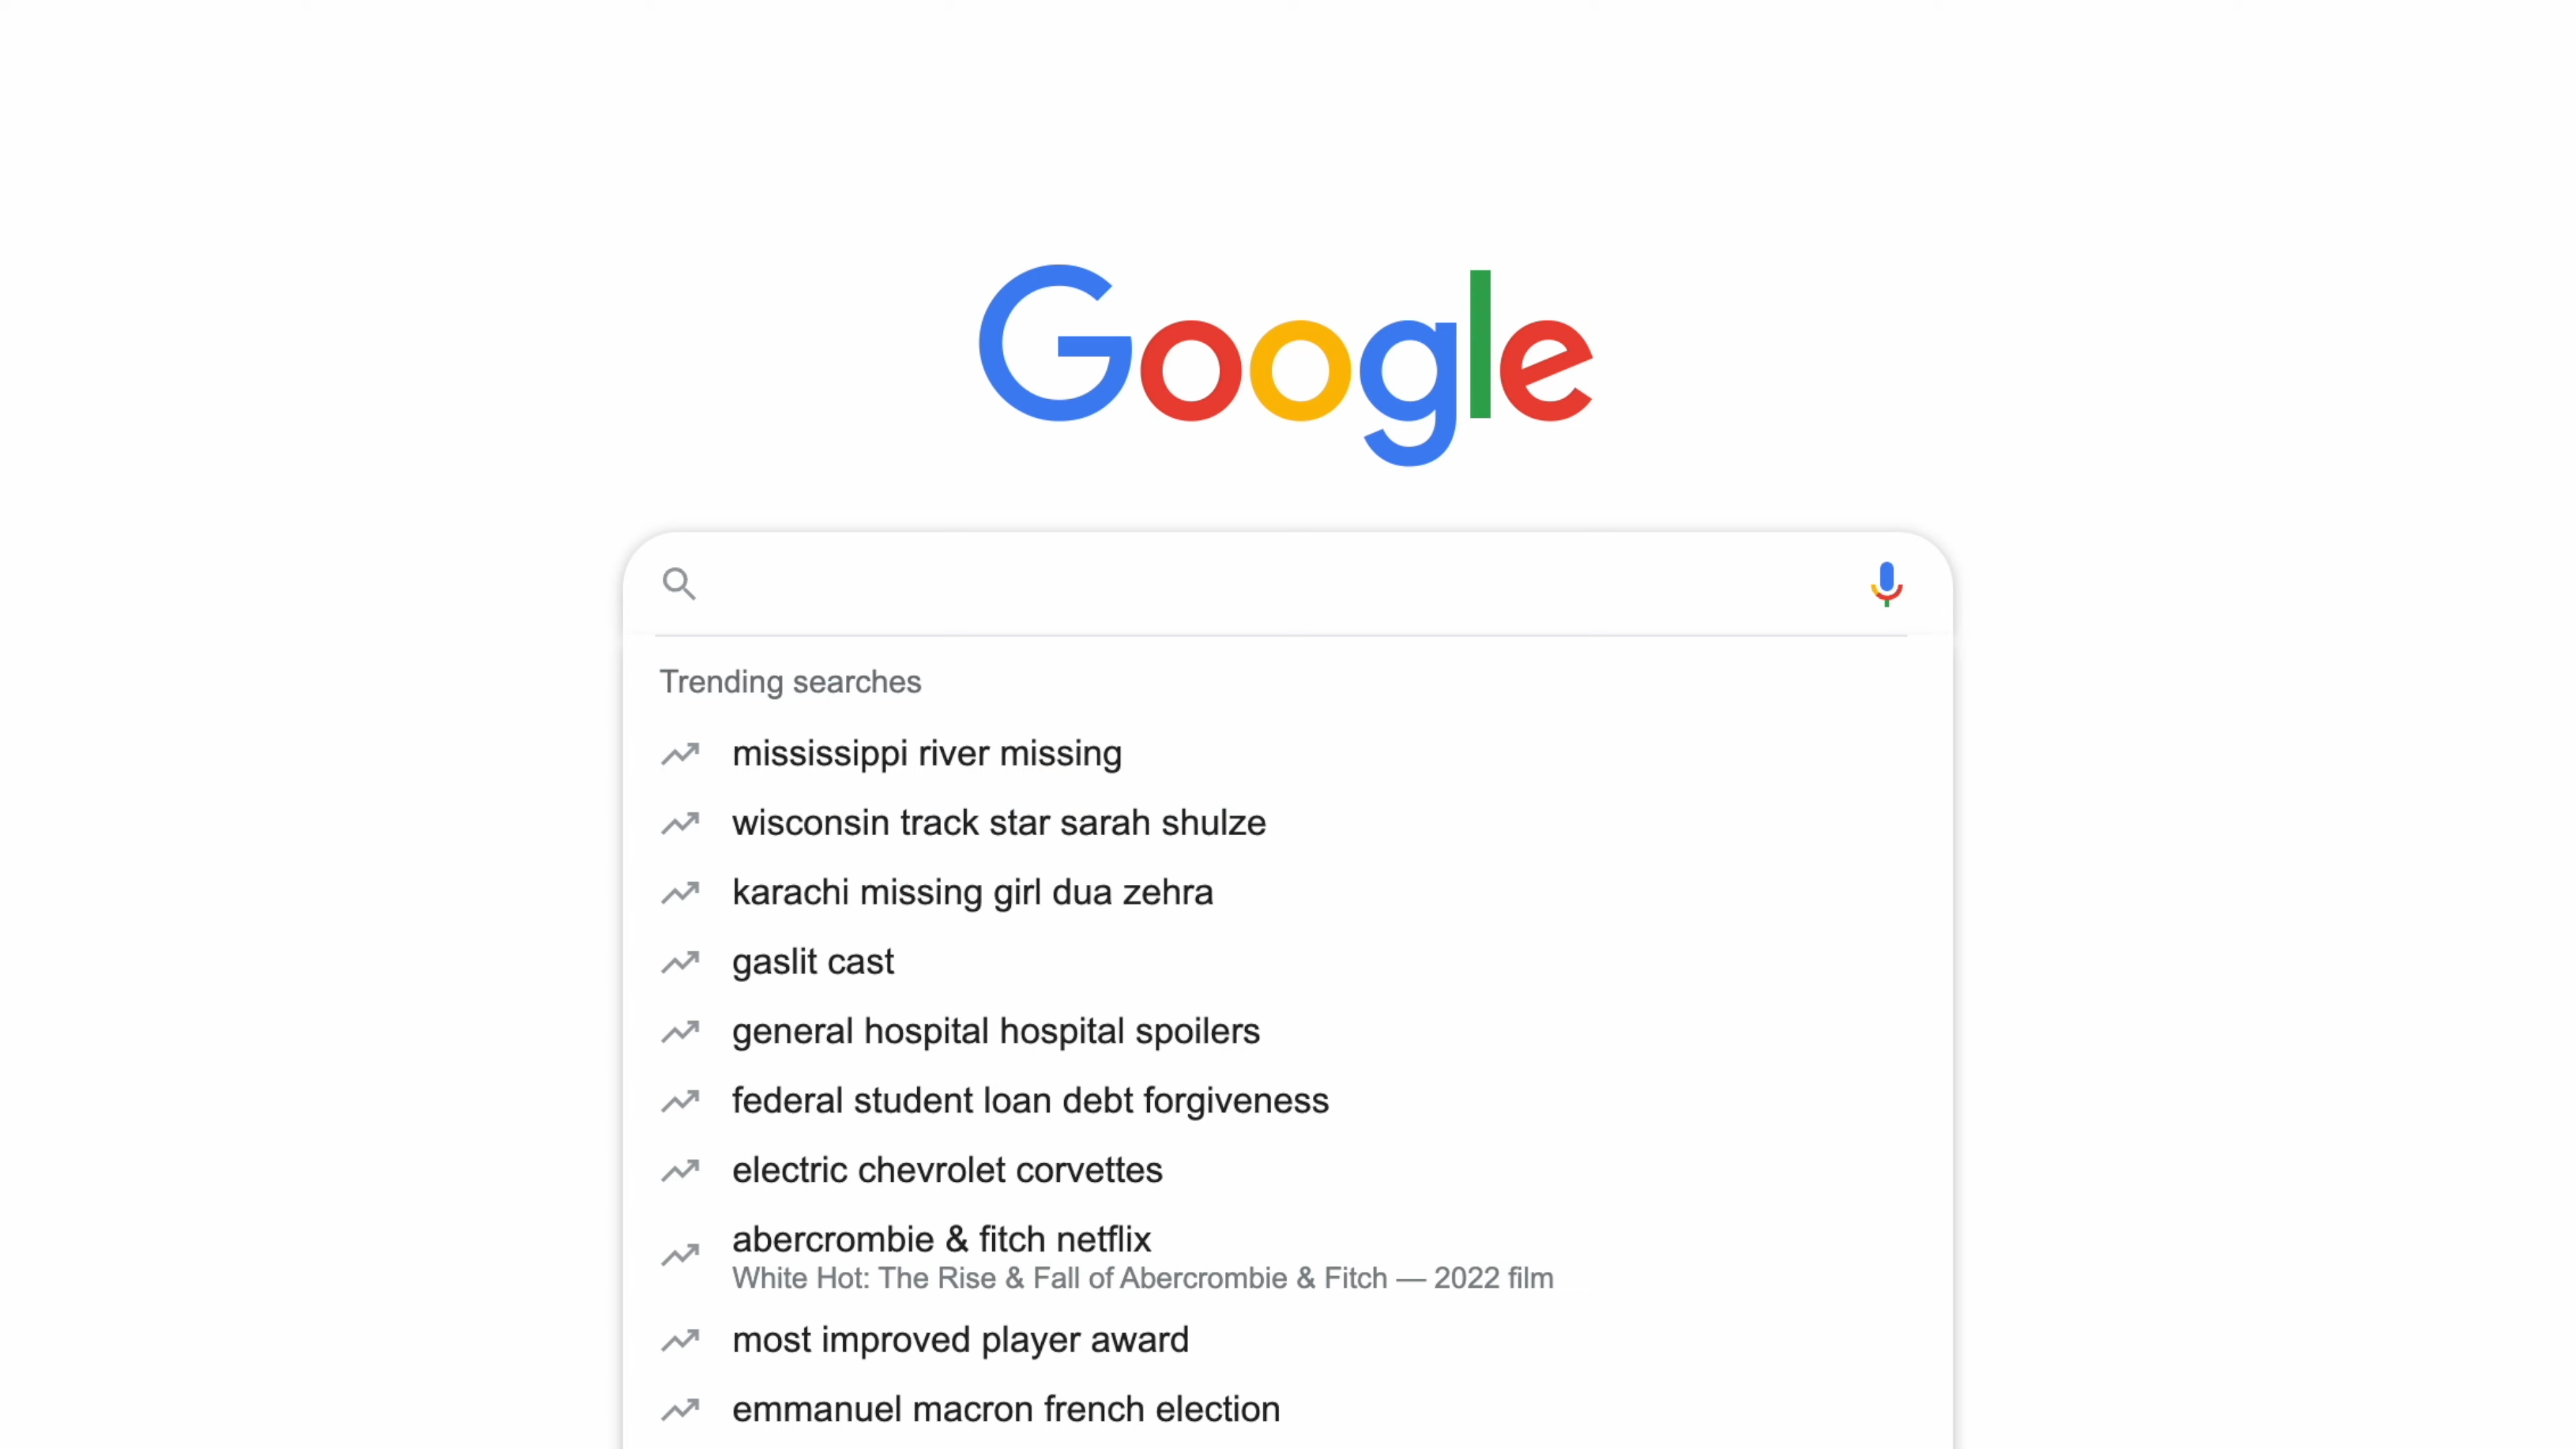 Google
Trending searches
mississippi river missing
wisconsin track star sarah shulze
karachi missing girl dua zehra
gaslit cast
general hospital hospital spoilers
federal student loan debt forgiveness
electric chevrolet corvettes
abercrombie & fitch netflix
White Hot: The Rise & Fall of Abercrombie & Fitch — 2022 film
most improved player award
emmanuel macron french election